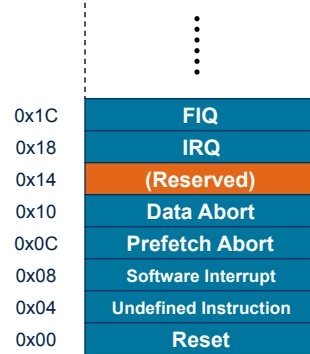 0x1C FIQ
0x18 IRQ
0x14 (Reserved)
0x10 Data Abort
0x0C Prefetch Abort
0x08 Software Interrupt
0x04 Undefined Instruction
0x00 Reset